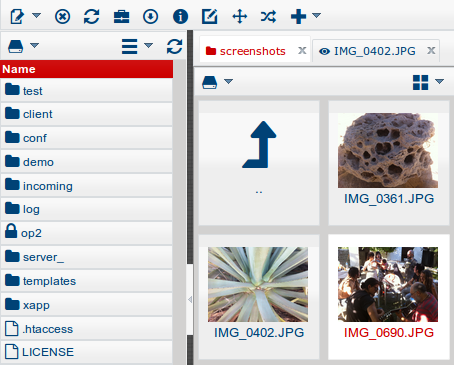 screenshots
IMG_0402.JPG
Name
test
client
conf
demo
incoming
log
op2
server_
templates
xapp
.htaccess
LICENSE
..
IMG_0361.JPG
IMG_0402.JPG
IMG_0690.JPG